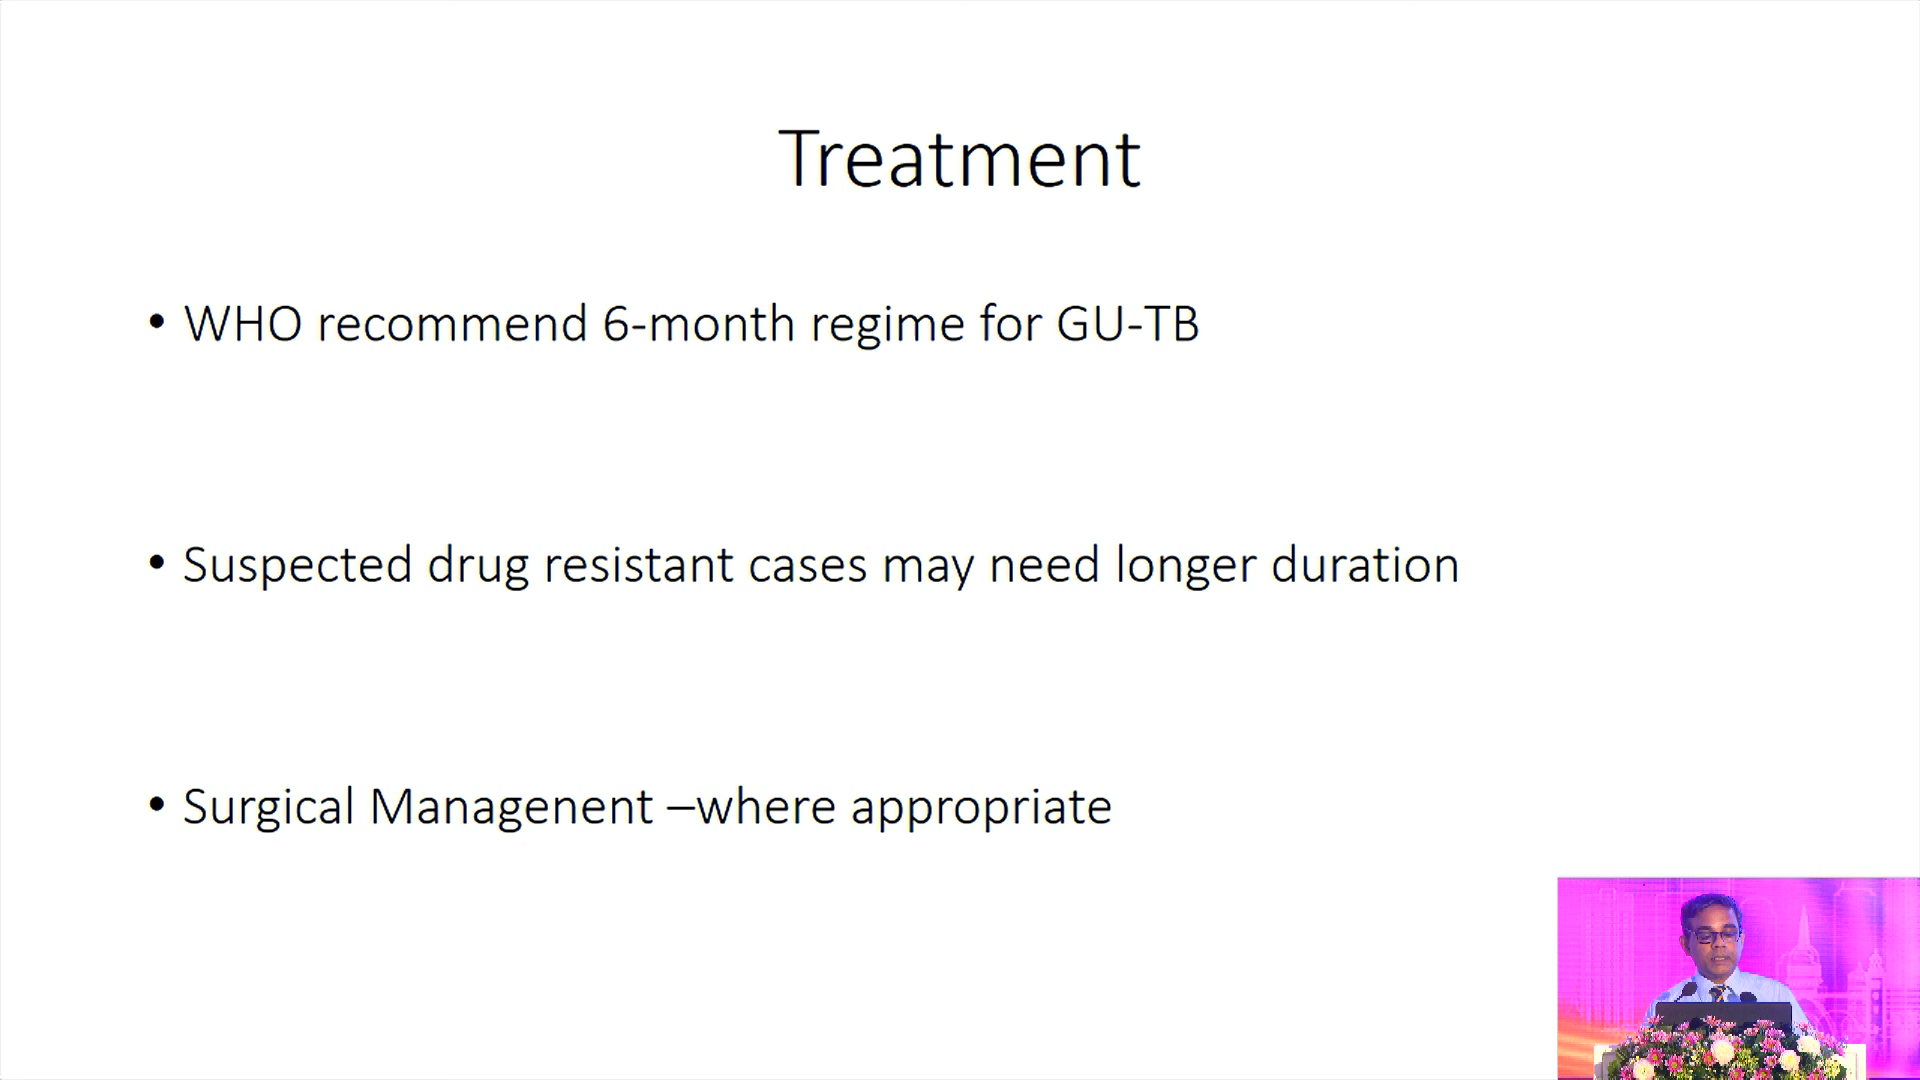 Treatment
• WHO recommend 6-month regime for GU-TB
• Suspected drug resistant cases may need longer duration
• Surgical Managenent –where appropriate